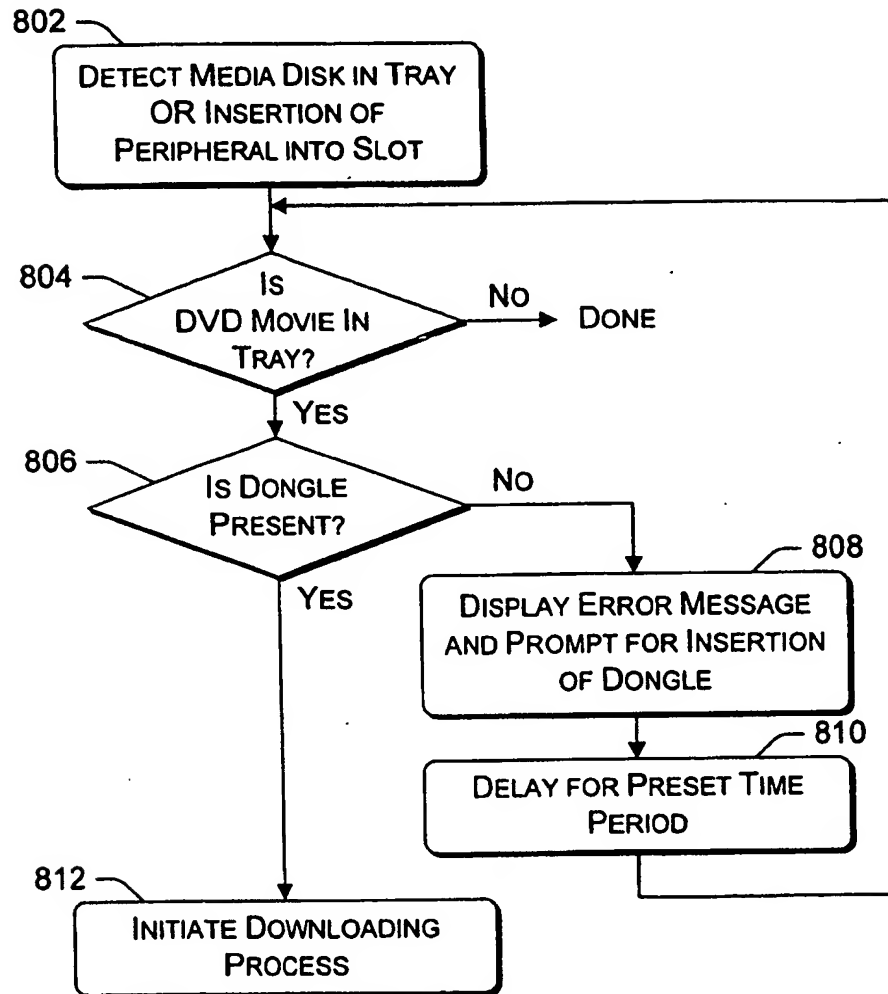 802
DETECT MEDIA DISK IN TRAY
OR INSERTION OF
PERIPHERAL INTO SLOT
804
IS
DVD MOVIE IN
TRAY?
NO
DONE
YES
806
IS DONGLE
PRESENT?
NO
YES
808
DISPLAY ERROR MESSAGE
AND PROMPT FOR INSERTION
OF DONGLE
810
DELAY FOR PRESET TIME
PERIOD
812
INITIATE DOWNLOADING
PROCESS